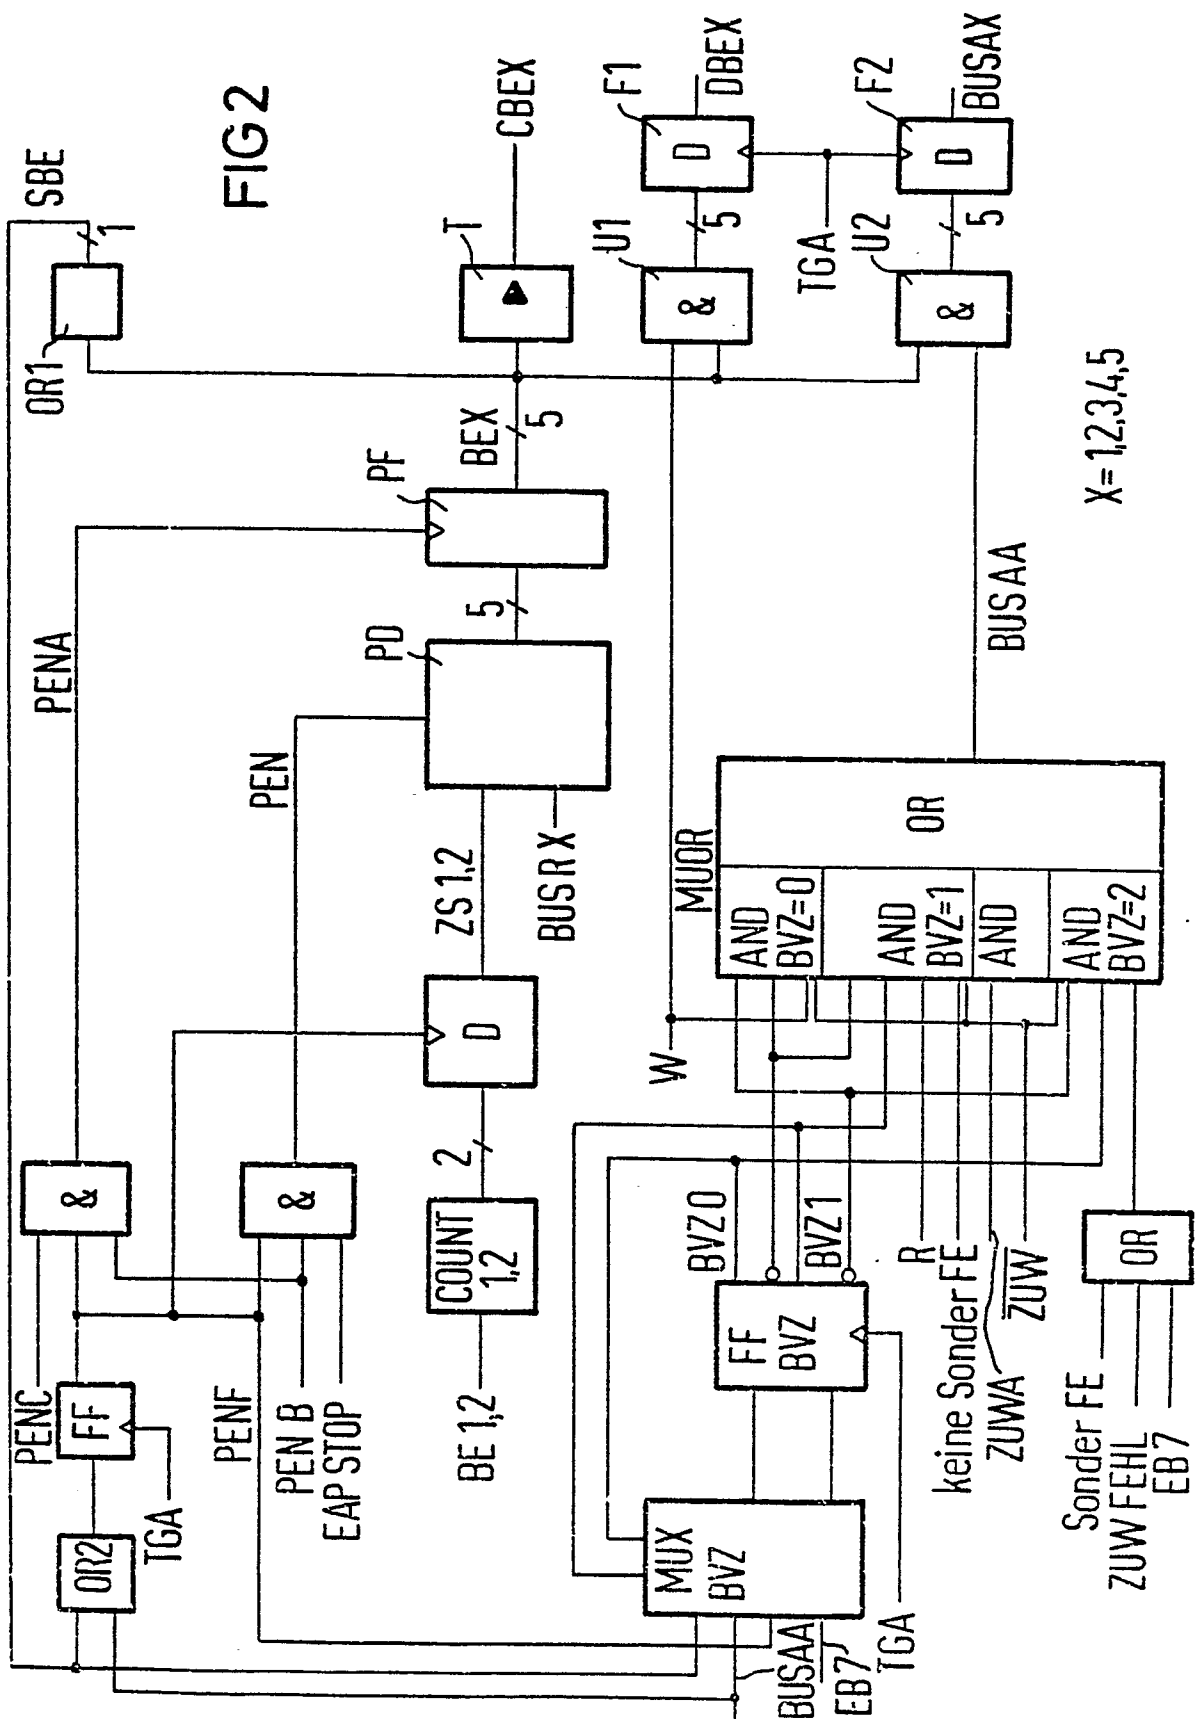 FIG 2
SBE
1
OR1
CBEX
T
BEX
5
PF
PENA
5
PD
PEN
ZS 1,2
BUSR X
D
2
COUNT
1,2
BE 1,2
&
&
PENC
FF
TGA
OR2
PENF
PEN B
EAP STOP
F1
D
DBEX
5
U1
&
TGA
F2
D
BUSAX
5
U2
&
X=1,2,3,4,5
BUSAA
MUOR
OR
AND
BVZ=0
AND
BVZ=1
AND
AND
BVZ=2
W
BVZ0
BVZ1
FF
BVZ
MUX
BVZ
BUSAA
EB7
TGA
R
keine Sonder FE
ZUWA
ZUW
OR
Sonder FE
ZUW FEHL
EB7